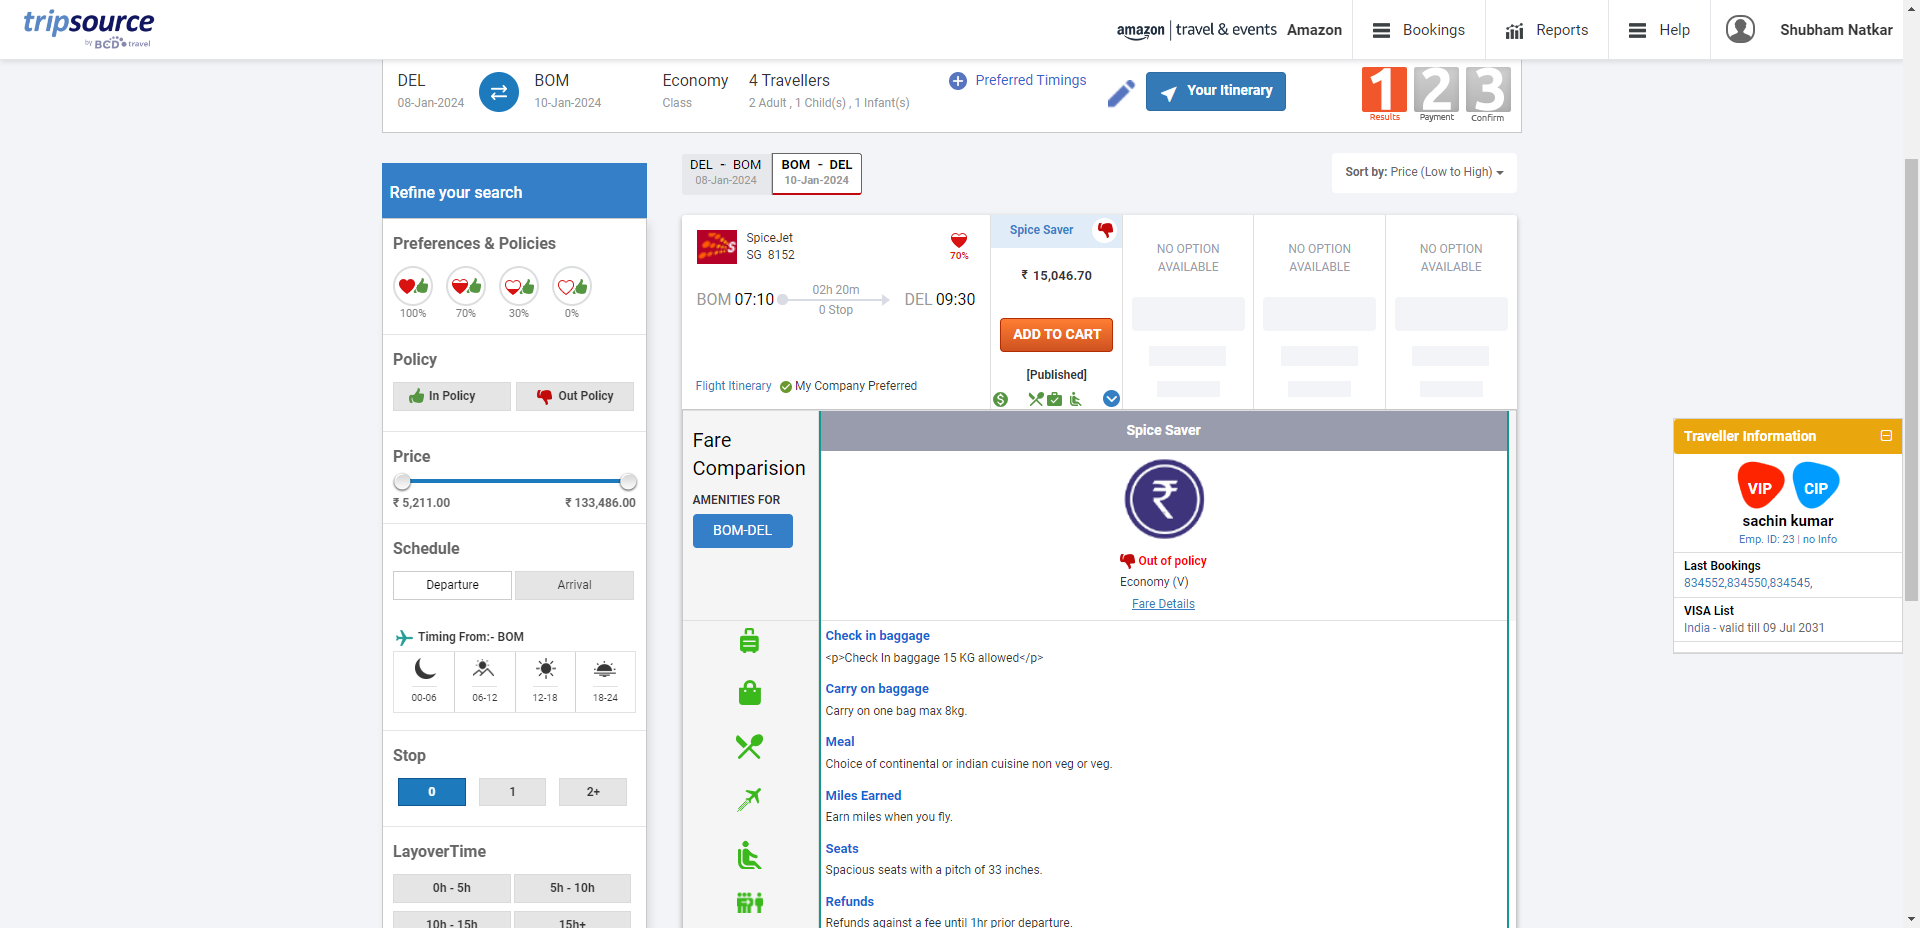 tripsource
by BCD travel
amazon | travel & events Amazon
Bookings
Reports
Help
Shubham Natkar
DEL
08-Jan-2024
BOM
10-Jan-2024
Economy
Class
4 Travellers
2 Adult , 1 Child(s) , 1 Infant(s)
Preferred Timings
Your Itinerary
1
Results
2
Payment
3
Confirm
DEL - BOM
08-Jan-2024
BOM - DEL
10-Jan-2024
Sort by: Price (Low to High)
Refine your search
Preferences & Policies
100%
70%
30%
0%
Policy
In Policy
Out Policy
Price
₹ 5,211.00
₹ 133,486.00
Schedule
Departure
Arrival
Timing From:- BOM
00-06
06-12
12-18
18-24
Stop
0
1
2+
LayoverTime
0h - 5h
5h - 10h
10h - 15h
15h+
SpiceJet
SG 8152
70%
BOM 07:10
02h 20m
0 Stop
DEL 09:30
Flight Itinerary
My Company Preferred
Spice Saver
₹ 15,046.70
ADD TO CART
[Published]
NO OPTION
AVAILABLE
NO OPTION
AVAILABLE
NO OPTION
AVAILABLE
Fare
Comparision
AMENITIES FOR
BOM-DEL
Spice Saver
₹
Out of policy
Economy (V)
Fare Details
Check in baggage
<p>Check In baggage 15 KG allowed</p>
Carry on baggage
Carry on one bag max 8kg.
Meal
Choice of continental or indian cuisine non veg or veg.
Miles Earned
Earn miles when you fly.
Seats
Spacious seats with a pitch of 33 inches.
Refunds
Refunds against a fee until 1hr prior departure.
Traveller Information
VIP
CIP
sachin kumar
Emp. ID: 23 | no Info
Last Bookings
834552,834550,834545,
VISA List
India - valid till 09 Jul 2031